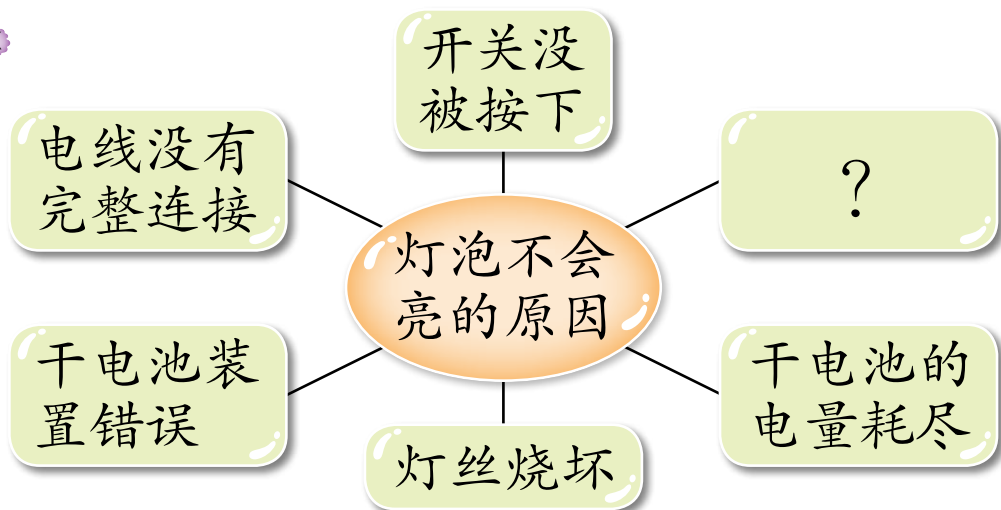 开关没
被按下
电线没有
完整连接
?
灯泡不会
亮的原因
干电池装
置错误
干电池的
电量耗尽
灯丝烧坏